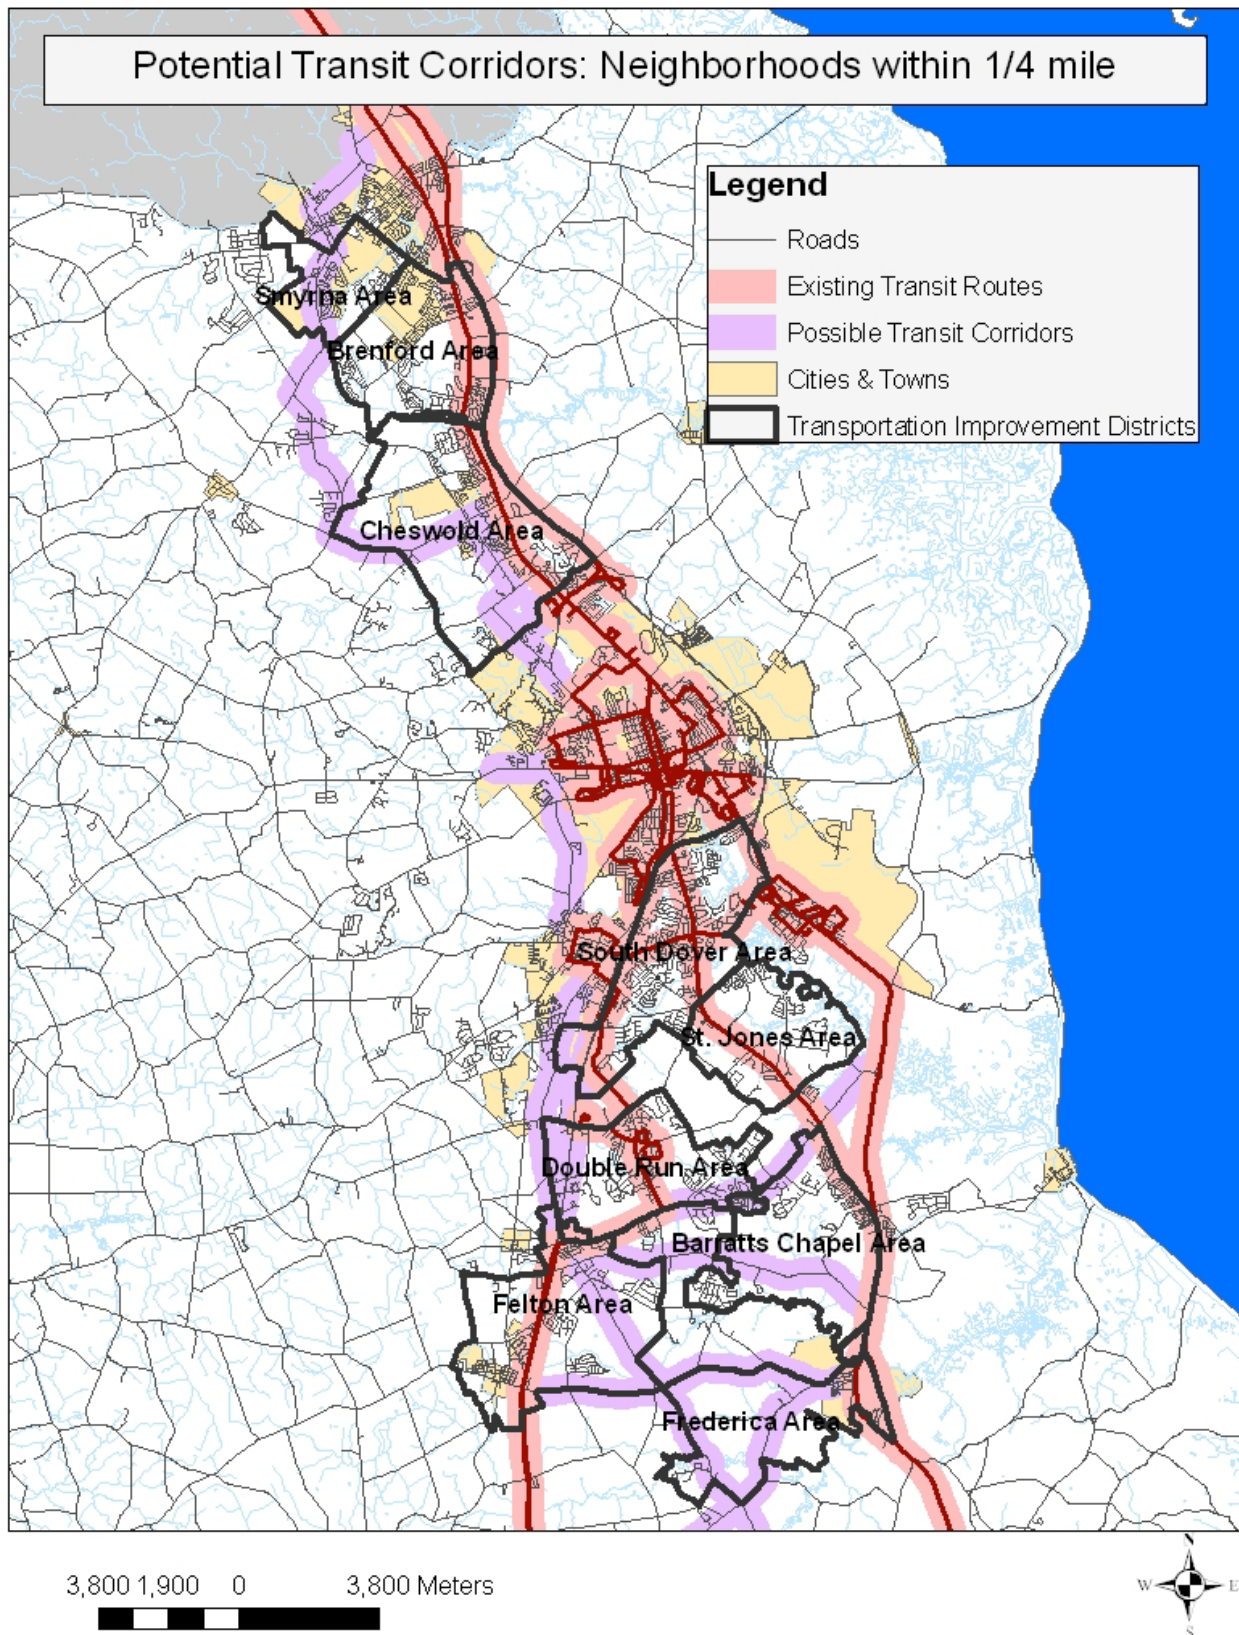 Potential Transit Corridors: Neighborhoods within 1/4 mile
Legend
Roads
Existing Transit Routes
Possible Transit Corridors
Cities & Towns
Transportation Improvement Districts
Smyrna Area
Brenford Area
Cheswold Area
South Dover Area
St. Jones Area
Double Run Area
Barratts Chapel Area
Felton Area
Frederica Area
3,800 1,900 0 3,800 Meters
N
W E
S